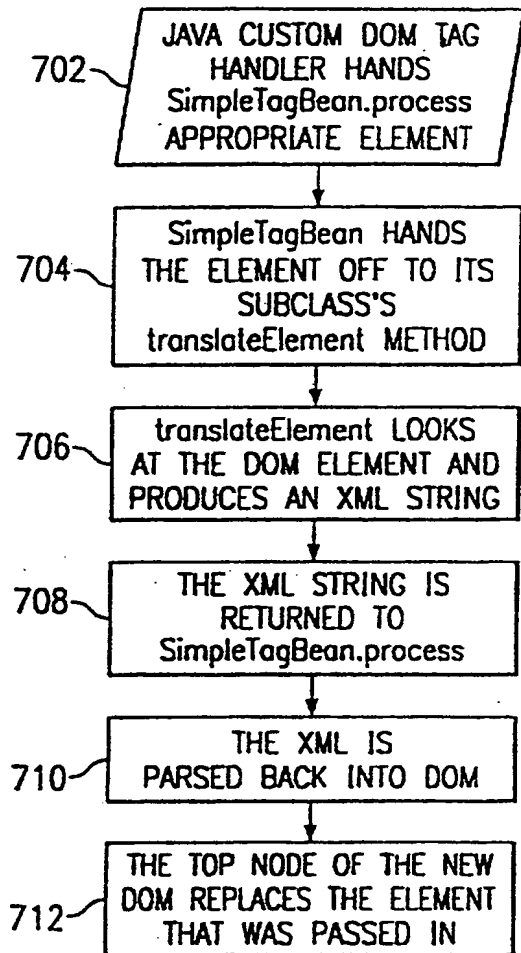 JAVA CUSTOM DOM TAG
HANDLER HANDS
SimpleTagBean.process
APPROPRIATE ELEMENT
702
SimpleTagBean HANDS
THE ELEMENT OFF TO ITS
SUBCLASS'S
translateElement METHOD
704
translateElement LOOKS
AT THE DOM ELEMENT AND
PRODUCES AN XML STRING
706
THE XML STRING IS
RETURNED TO
SimpleTagBean.process
708
THE XML IS
PARSED BACK INTO DOM
710
THE TOP NODE OF THE NEW
DOM REPLACES THE ELEMENT
THAT WAS PASSED IN
712